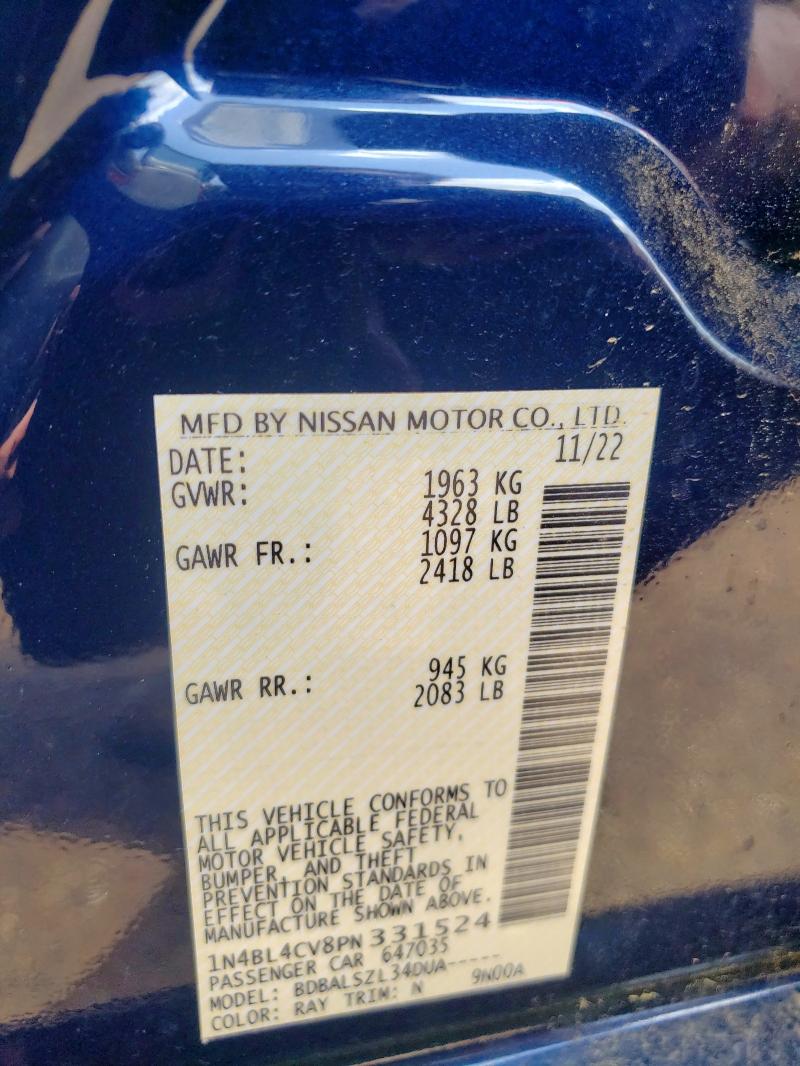 MFD BY NISSAN MOTOR CO., LTD.
DATE: 11/22
GVWR: 1963 KG
4328 LB
GAWR FR.: 1097 KG
2418 LB
GAWR RR.: 945 KG
2083 LB
THIS VEHICLE CONFORMS TO
ALL APPLICABLE FEDERAL
MOTOR VEHICLE SAFETY,
BUMPER, AND THEFT
PREVENTION STANDARDS IN
EFFECT ON THE DATE OF
MANUFACTURE SHOWN ABOVE.
1N4BL4CV8PN 331524
PASSENGER CAR 647035
MODEL: BDBALSZL34DUA-----
COLOR: RAY TRIM: N 9N00A